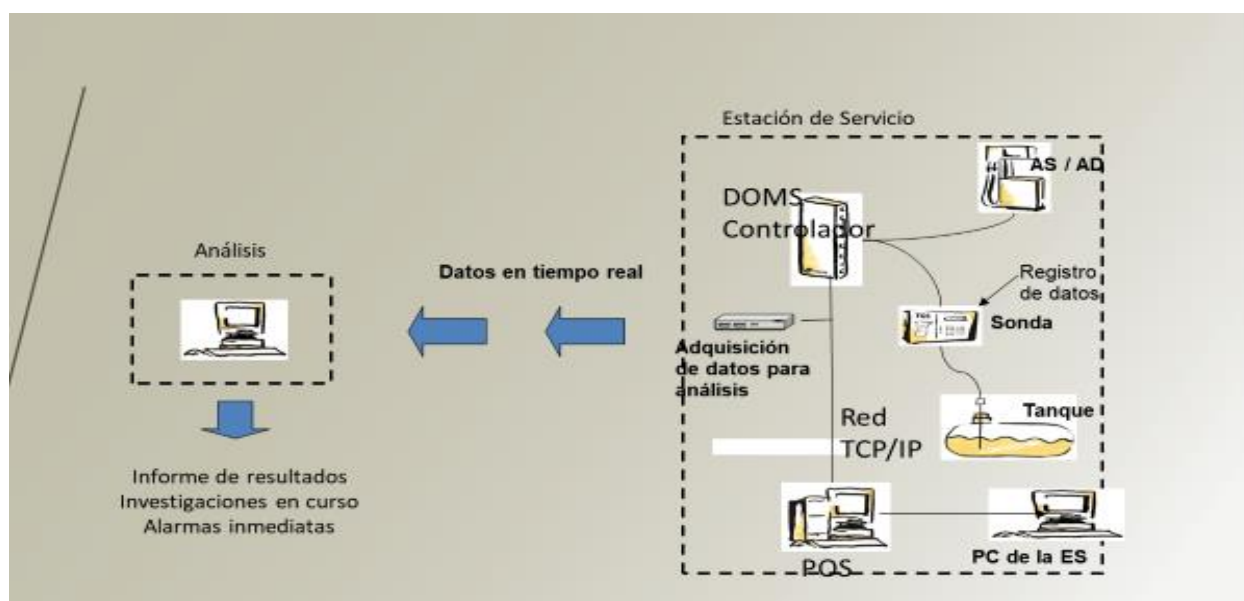 Estación de Servicio
AS / AD
DOMS
Controlador
Análisis
Datos en tiempo real
Registro
de datos
Sonda
Adquisición
de datos para
análisis
Tanque
Red
TCP/IP
Informe de resultados
Investigaciones en curso
Alarmas inmediatas
PC de la ES
POS